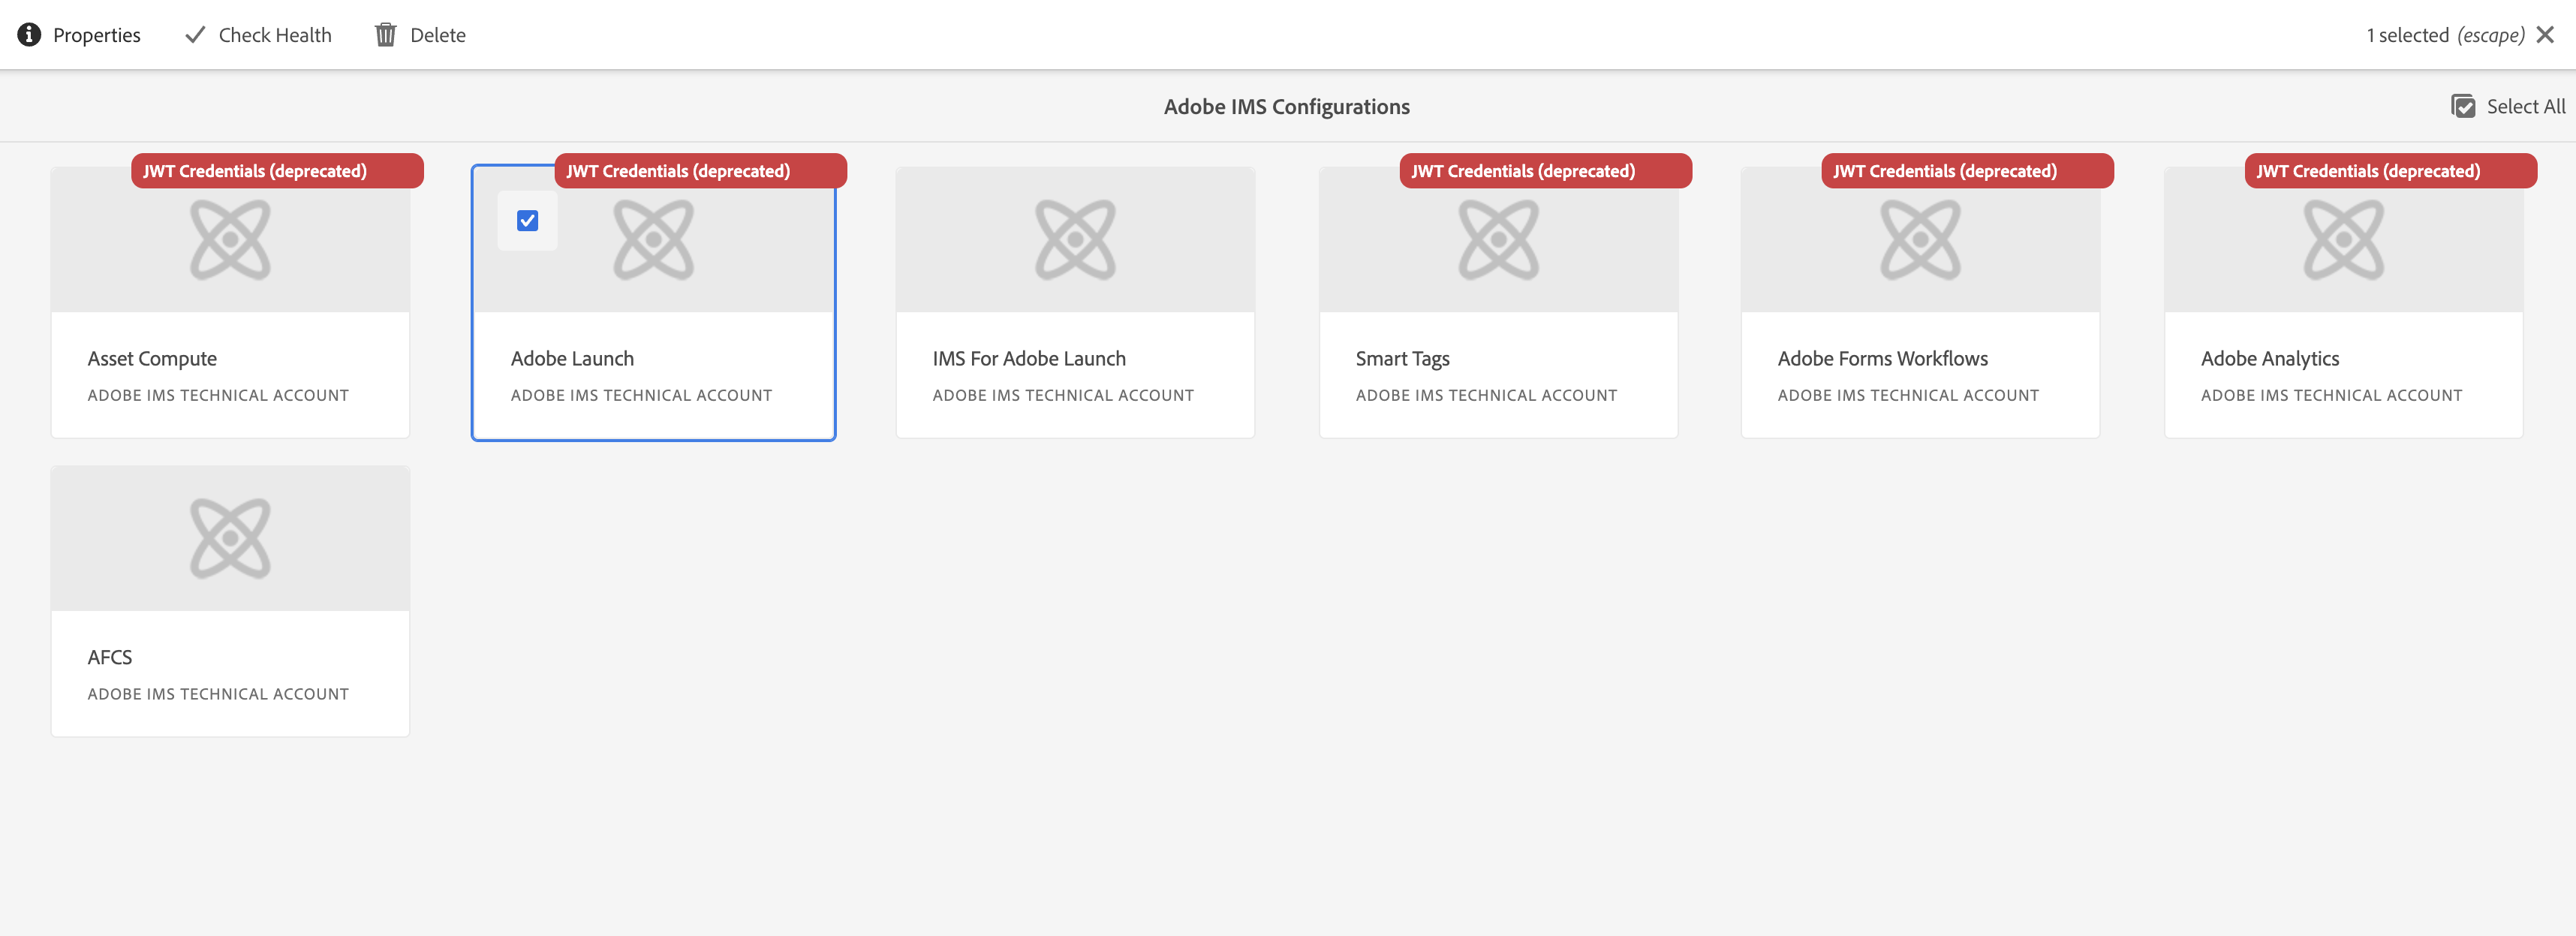 Properties
Check Health
Delete
1 selected (escape)
Adobe IMS Configurations
Select All
JWT Credentials (deprecated)
Asset Compute
ADOBE IMS TECHNICAL ACCOUNT
JWT Credentials (deprecated)
Adobe Launch
ADOBE IMS TECHNICAL ACCOUNT
IMS For Adobe Launch
ADOBE IMS TECHNICAL ACCOUNT
JWT Credentials (deprecated)
Smart Tags
ADOBE IMS TECHNICAL ACCOUNT
JWT Credentials (deprecated)
Adobe Forms Workflows
ADOBE IMS TECHNICAL ACCOUNT
JWT Credentials (deprecated)
Adobe Analytics
ADOBE IMS TECHNICAL ACCOUNT
AFCS
ADOBE IMS TECHNICAL ACCOUNT